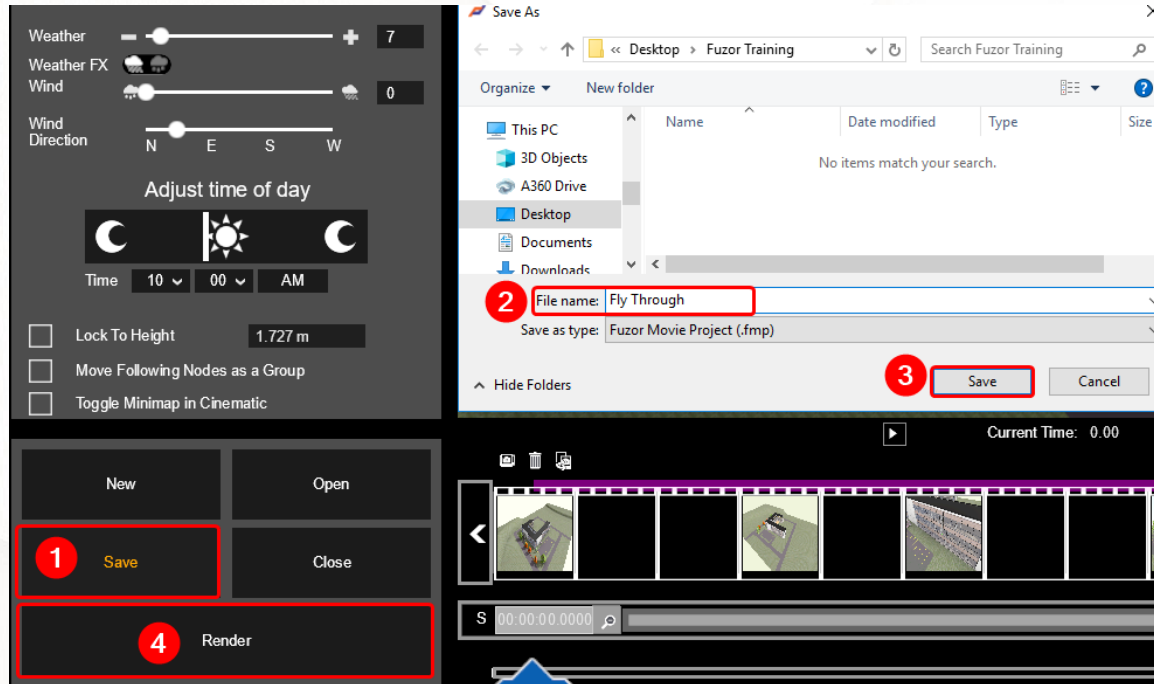 Weather 7
Weather FX
Wind 0
Wind
Direction
N E S W
Adjust time of day
Time 10 00 AM
Lock To Height 1.727 m
Move Following Nodes as a Group
Toggle Minimap in Cinematic
New Open
1 Save Close
4 Render
Save As
« Desktop › Fuzor Training Search Fuzor Training
Organize New folder ?
Name Date modified Type Size
No items match your search.
This PC
3D Objects
A360 Drive
Desktop
Documents
Downloads
2 File name: Fly Through
Save as type: Fuzor Movie Project (.fmp)
Hide Folders 3 Save Cancel
Current Time: 0.00
S 00:00:00.0000